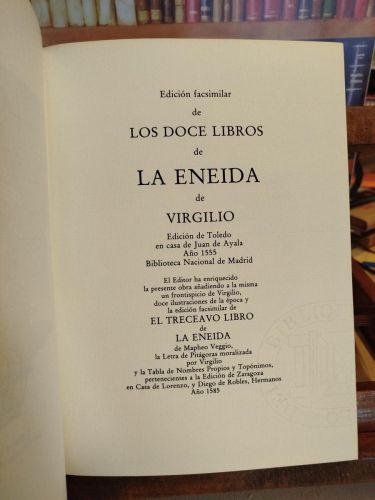 Edición facsimilar
de
LOS DOCE LIBROS
de
LA ENEIDA
de
VIRGILIO
Edición de Toledo
en casa de Juan de Ayala
Año 1555
Biblioteca Nacional de Madrid
El Editor ha enriquecido
la presente obra añadiendo a la misma
un frontispicio de Virgilio,
doce ilustraciones de la época y
la edición facsimilar de
EL TRECEAVO LIBRO
de
LA ENEIDA
de Mapheo Veggio,
la Letra de Pitágoras moralizada
por Virgilio
y la Tabla de Nombres Propios y Topónimos,
pertenecientes a la Edición de Zaragoza
en Casa de Lorenzo, y Diego de Robles, Hermanos
Año 1585